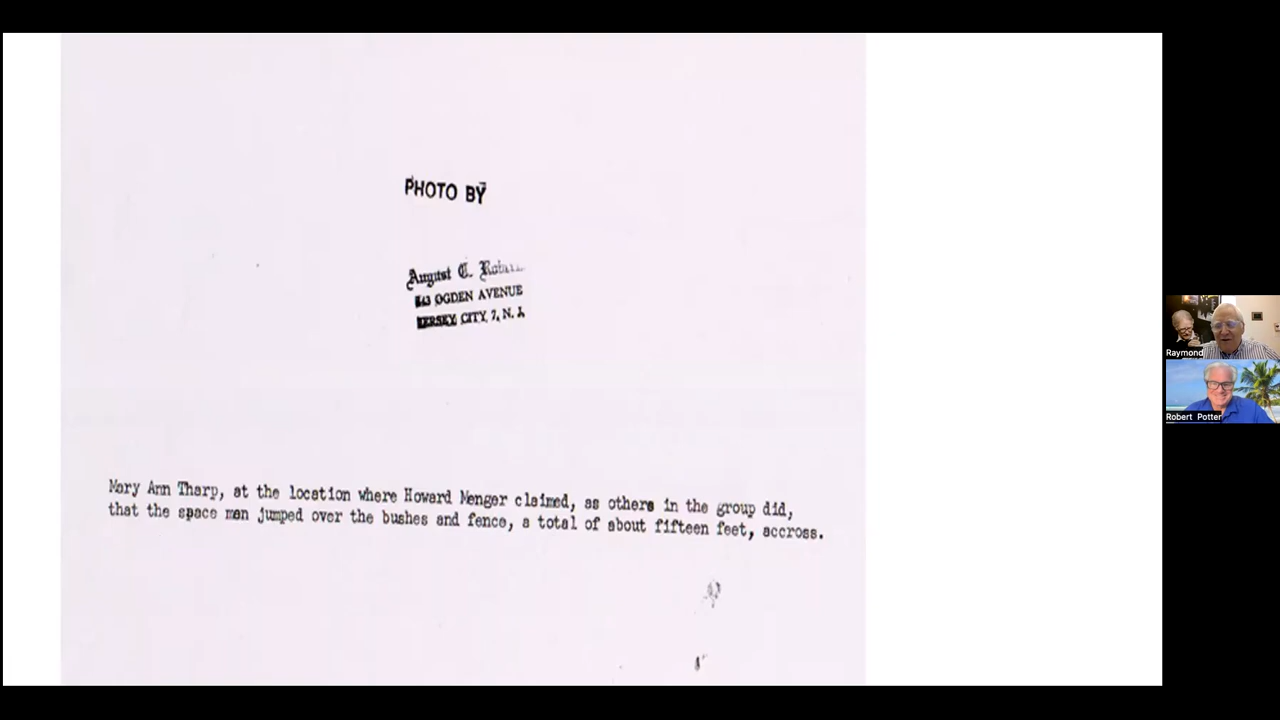 PHOTO BY
August C.
OGDEN AVENUE
JERSEY CITY, 7, N. J.
Mary Ann Tharp, at the location where Howard Menger claimed, as others in the group did,
that the space man jumped over the bushes and fence, a total of about fifteen feet, accross.
Raymond
Robert Potter